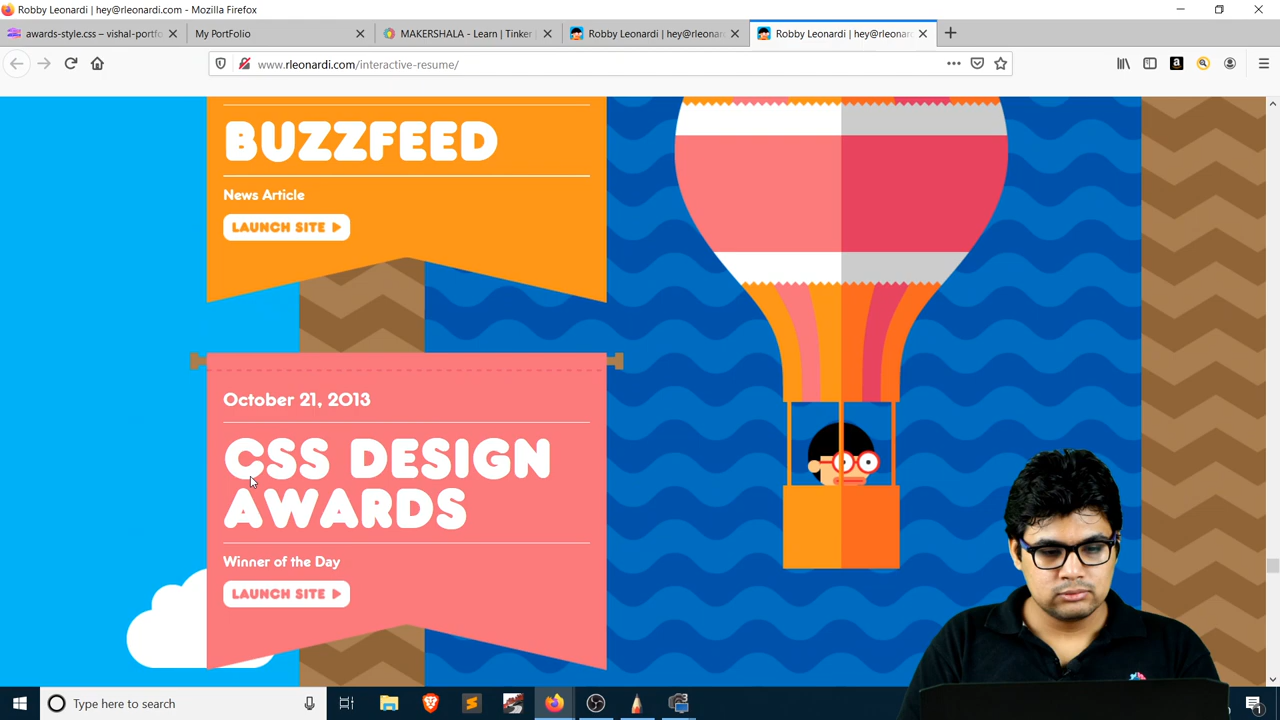 Robby Leonardi | hey@rleonardi.com - Mozilla Firefox
awards-style.css – vishal-portfo
My PortFolio
MAKERSHALA - Learn | Tinker
Robby Leonardi | hey@rleonar
Robby Leonardi | hey@rleonar
www.rleonardi.com/interactive-resume/
BUZZFEED
News Article
LAUNCH SITE
October 21, 2013
CSS DESIGN
AWARDS
Winner of the Day
LAUNCH SITE
Type here to search
1